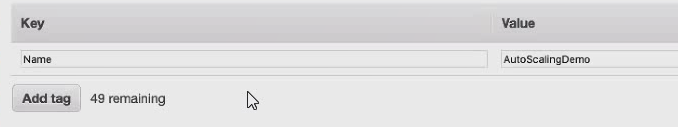 Key Value
Name AutoScalingDemo
Add tag 49 remaining